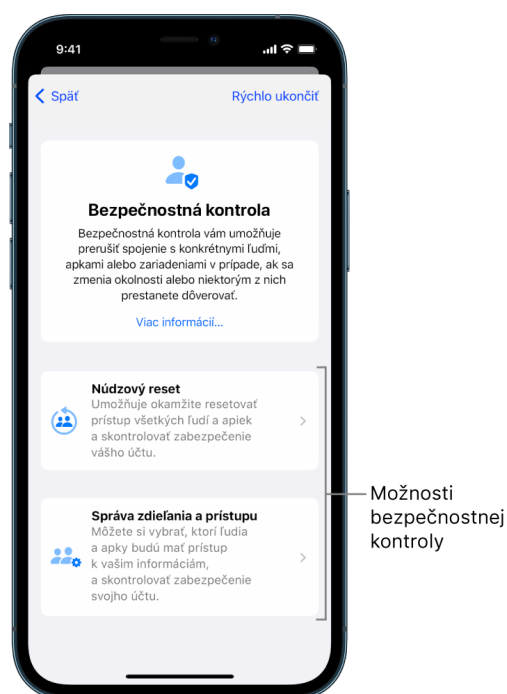 9:41
Späť
Rýchlo ukončiť
Bezpečnostná kontrola
Bezpečnostná kontrola vám umožňuje
prerušiť spojenie s konkrétnymi ľuďmi,
apkami alebo zariadeniami v prípade, ak sa
zmenia okolnosti alebo niektorým z nich
prestanete dôverovať.
Viac informácií...
Núdzový reset
Umožňuje okamžite resetovať
prístup všetkých ľudí a apiek
a skontrolovať zabezpečenie
vášho účtu.
Správa zdieľania a prístupu
Môžete si vybrať, ktorí ľudia
a apky budú mať prístup
k vašim informáciám,
a skontrolovať zabezpečenie
svojho účtu.
Možnosti
bezpečnostnej
kontroly